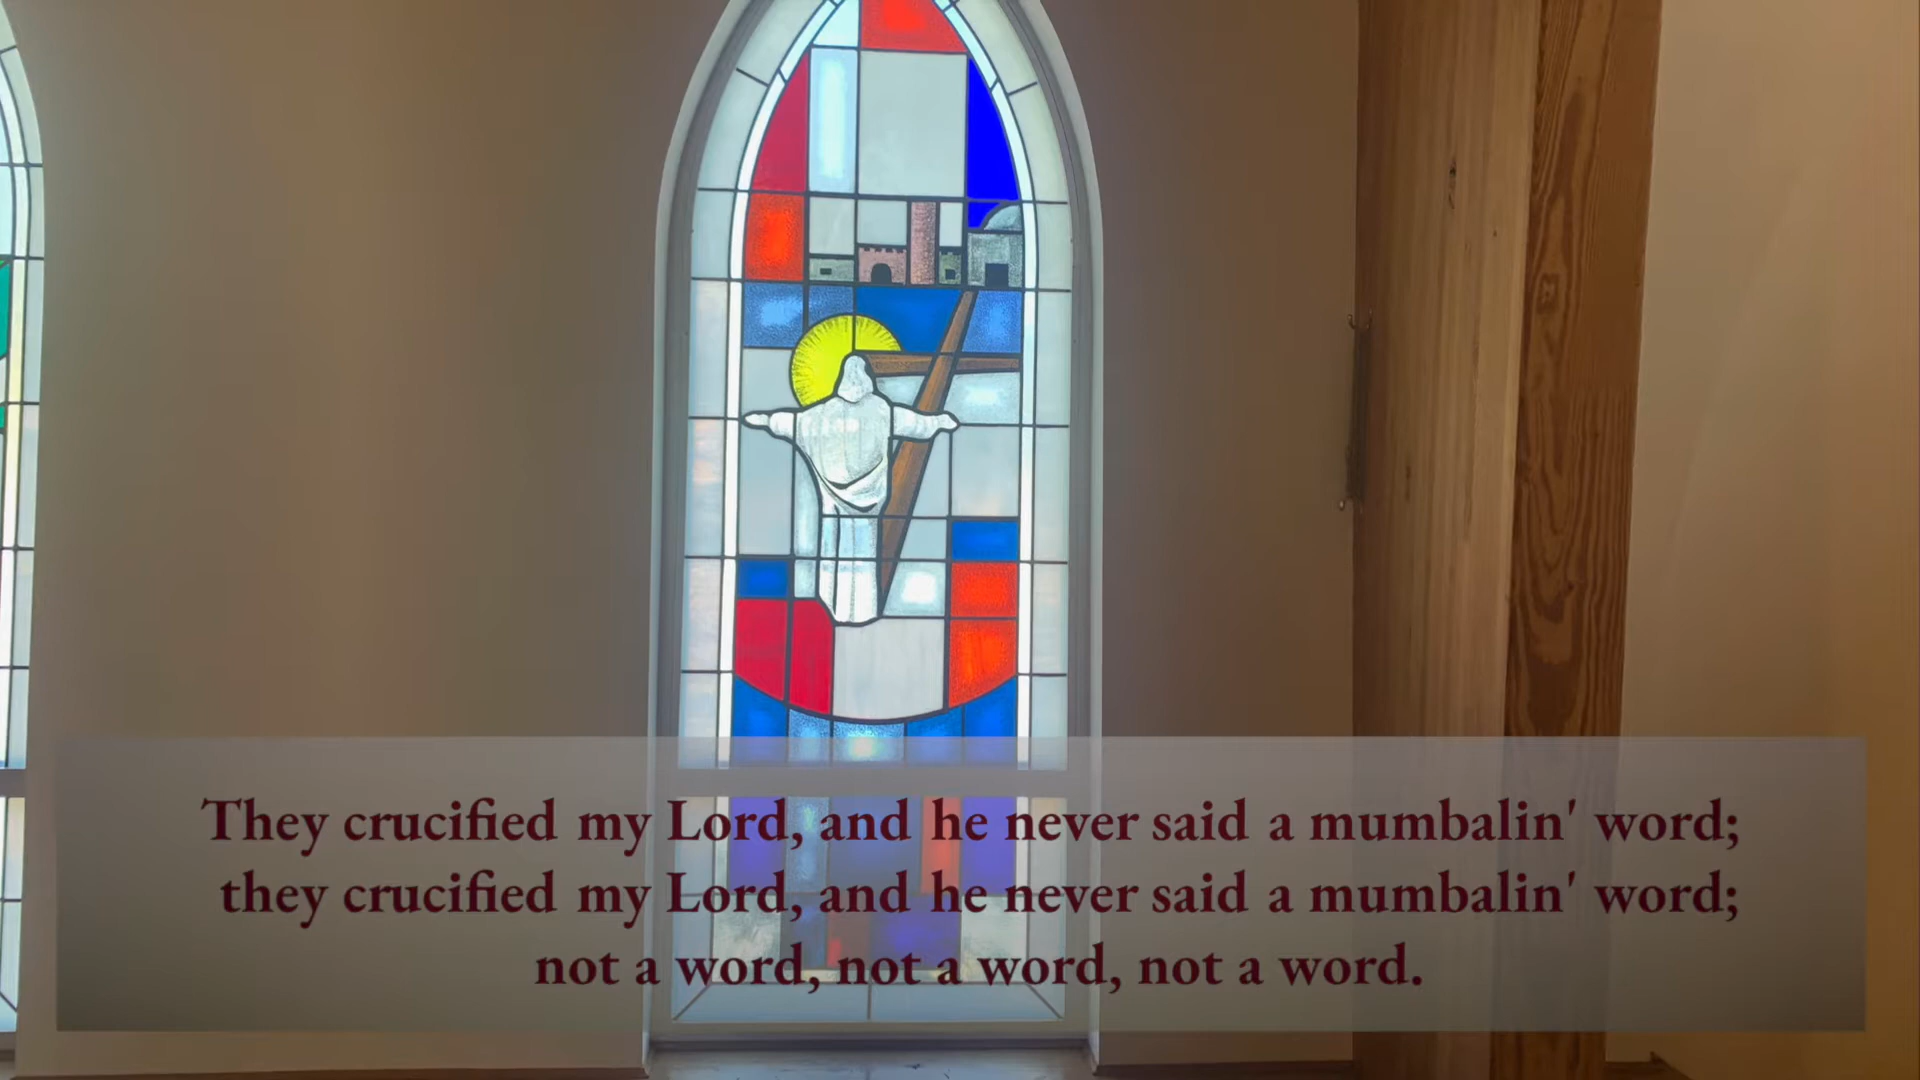 They crucified my Lord, and he never said a mumbalin' word;
they crucified my Lord, and he never said a mumbalin' word;
not a word, not a word, not a word.